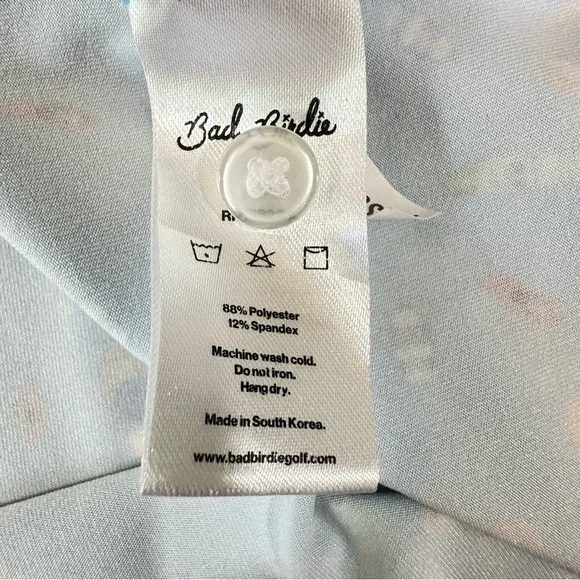 Bad Birdie
88% Polyester
12% Spandex
Machine wash cold.
Do not iron.
Hang dry.
Made in South Korea.
www.badbirdiegolf.com